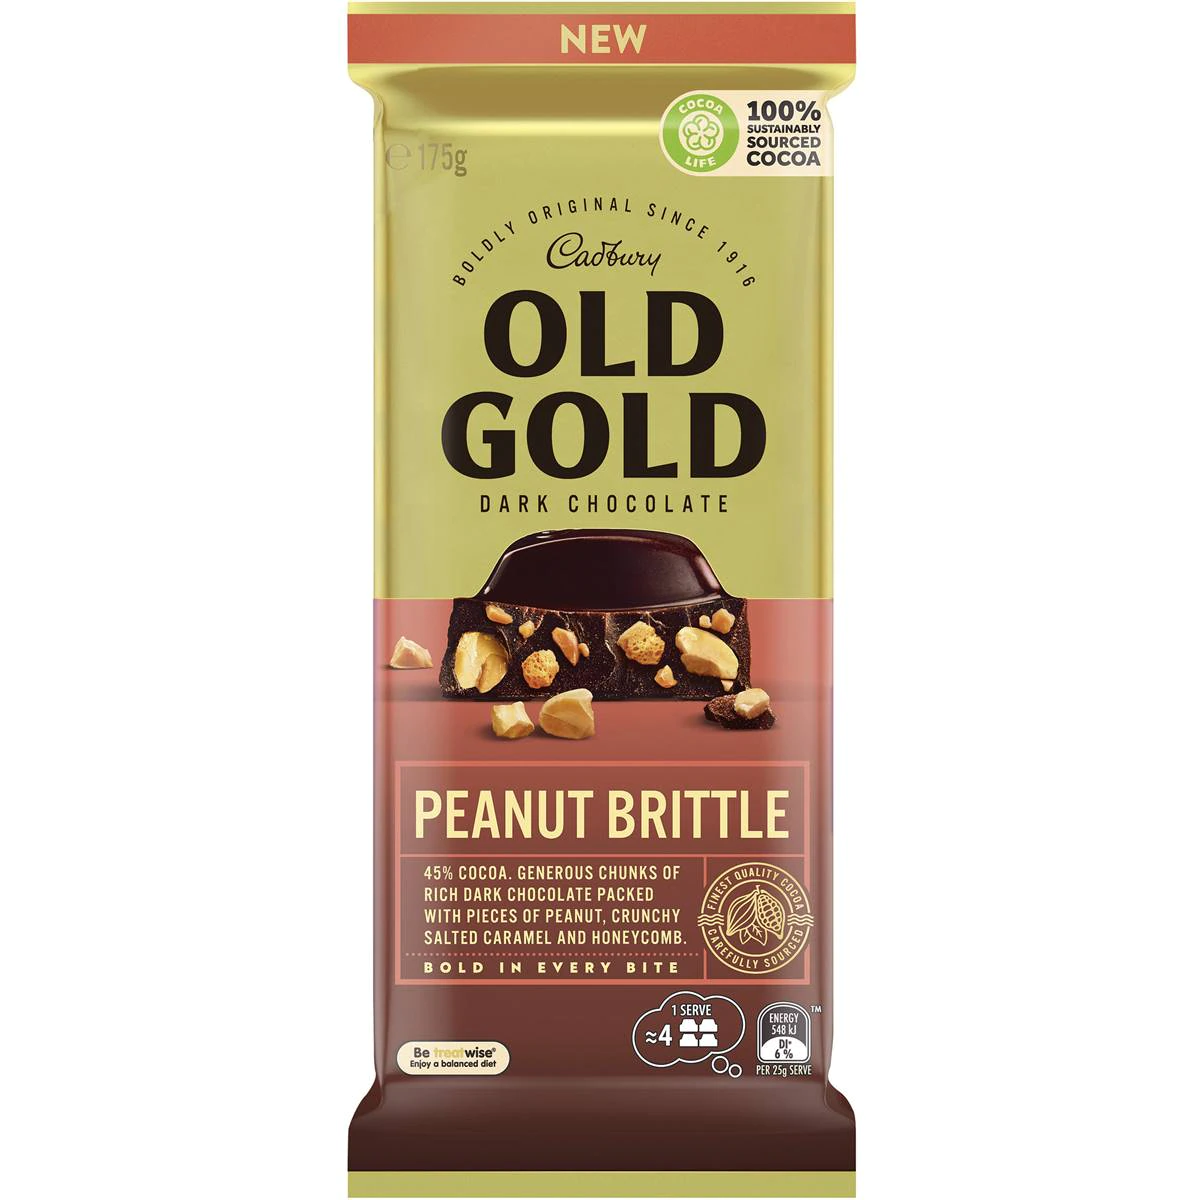 NEW
COCOA
LIFE
100%
SUSTAINABLY
SOURCED
COCOA
e 175g
BOLDLY ORIGINAL SINCE 1916
Cadbury
OLD
GOLD
DARK CHOCOLATE
PEANUT BRITTLE
45% COCOA. GENEROUS CHUNKS OF
RICH DARK CHOCOLATE PACKED
WITH PIECES OF PEANUT, CRUNCHY
SALTED CARAMEL AND HONEYCOMB.
BOLD IN EVERY BITE
FINEST QUALITY COCOA
CAREFULLY SOURCED
1 SERVE
≈4
ENERGY
548 kJ
DI*
6 %
PER 25g SERVE
TM
Be treatwise®
Enjoy a balanced diet